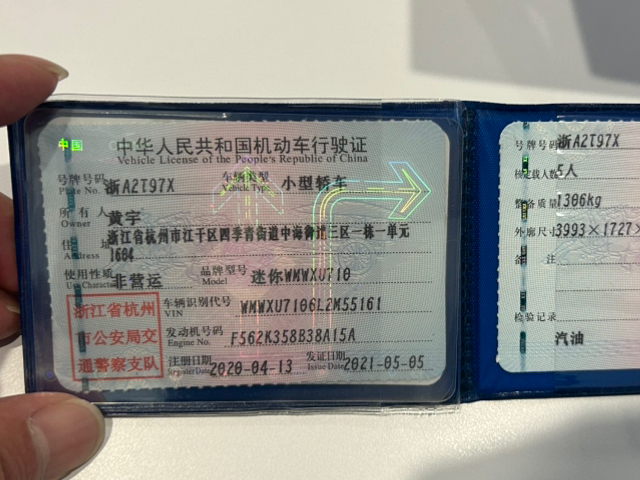 中国
中华人民共和国机动车行驶证
Vehicle License of the People's Republic of China
号牌号码 浙A2T97X 车辆类型 小型轿车
Plate No. Vehicle Type
所有人 黄宇
Owner
住 浙江省杭州市江干区四季青街道中海御道三区一栋一单元
Address 1604
使用性质 非营运 品牌型号 迷你WMWXU710
Use Character Model
浙江省杭州
市公安局交
通警察支队
车辆识别代号 WMWXU7106L2M55161
VIN
发动机号码 F562K358B38A15A
Engine No.
注册日期 2020-04-13 发证日期 2021-05-05
Register Date Issue Date
号牌号码 浙A2T97X
核定载人数 5人
整备质量 1306kg
外廓尺寸 3993×1727×
备 注
检验记录
汽油